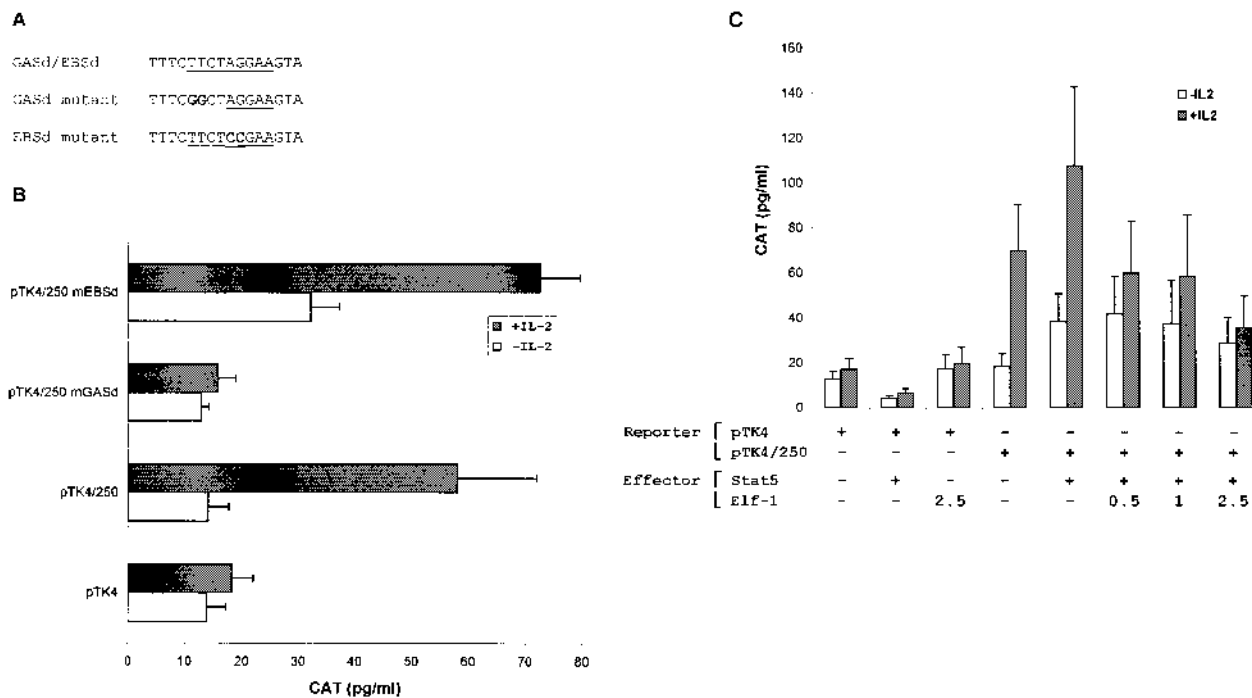 A
GASd/EBSd TTTCTTCTAGGAAGTA
GASd mutant TTTCGGCTAGGAAGTA
EBSd mutant TTTCTTCTCCGAAGTA
B
pTK4/250 mEBSd
pTK4/250 mGASd
pTK4/250
pTK4
+IL-2
-IL-2
0 10 20 30 40 50 60 70 80
CAT (pg/ml)
C
160
140
120
100
80
60
40
20
0
CAT (pg/ml)
-IL2
+IL2
Reporter [ pTK4 + + + - - - - -
pTK4/250 - - - + + + + +
Effector [ Stat5 - + - - + + + +
Elf-1 - - 2.5 - - 0.5 1 2.5